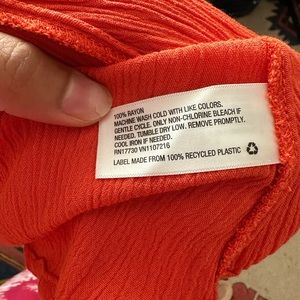 100% RAYON
MACHINE WASH COLD WITH LIKE COLORS.
GENTLE CYCLE. ONLY NON-CHLORINE BLEACH IF
NEEDED. TUMBLE DRY LOW. REMOVE PROMPTLY.
COOL IRON IF NEEDED.
RN17730 VN1107216
LABEL MADE FROM 100% RECYCLED PLASTIC